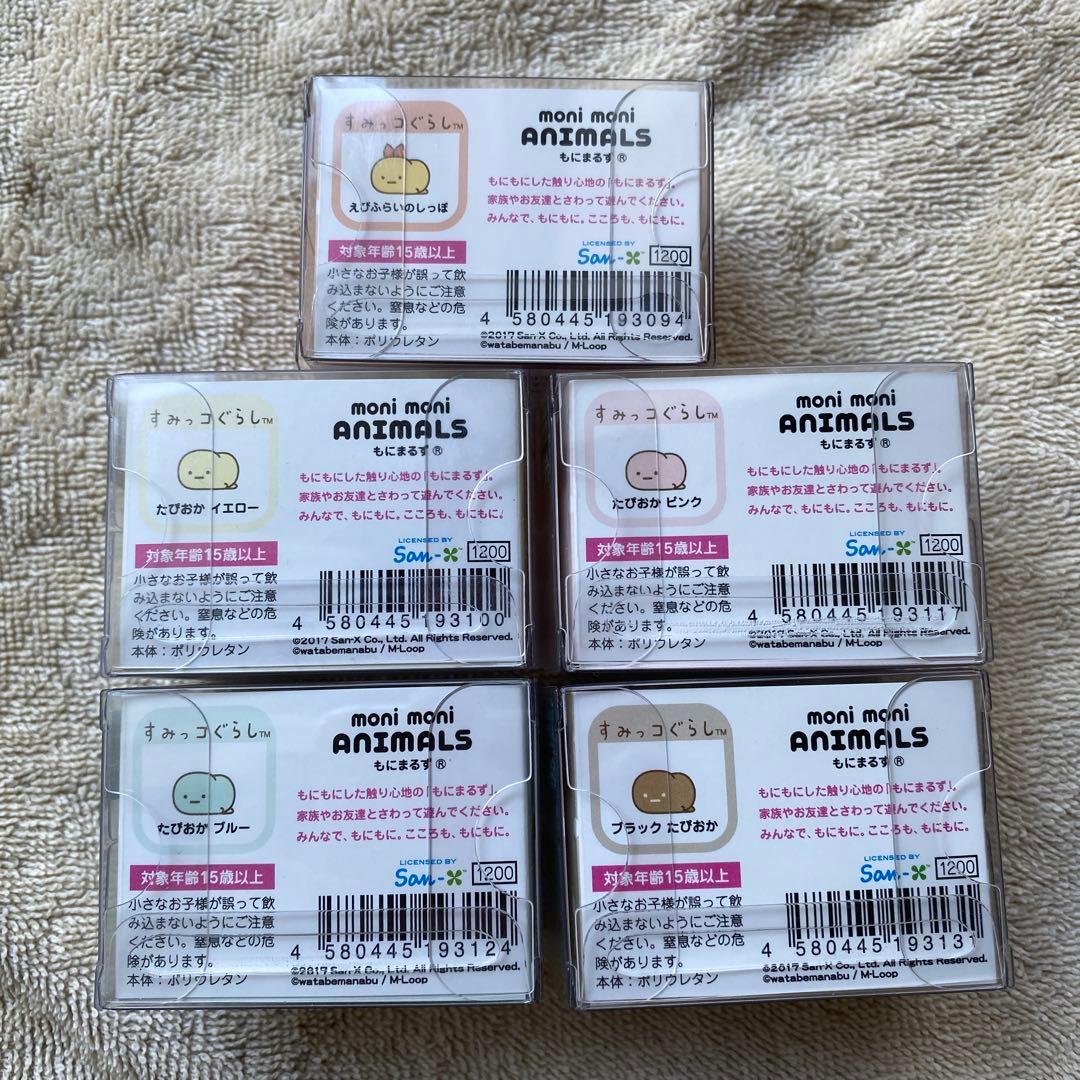 すみっコぐらし™
えびふらいのしっぽ
moni moni
ANIMALS
もにまるず®
もにもにした触り心地の「もにまるず」。
家族やお友達とさわって遊んでください。
みんなで、もにもに。こころも、もにもに。
対象年齢15歳以上
小さなお子様が誤って飲
み込まないようにご注意
ください。窒息などの危
険があります。
本体：ポリウレタン
LICENSED BY
San-X™ 1200
4 580445 193094
©2017 San-X Co., Ltd. All Rights Reserved.
©watabemanabu / M-Loop
すみっコぐらし™
たぴおか イエロー
moni moni
ANIMALS
もにまるず®
もにもにした触り心地の「もにまるず」。
家族やお友達とさわって遊んでください。
みんなで、もにもに。こころも、もにもに。
対象年齢15歳以上
小さなお子様が誤って飲
み込まないようにご注意
ください。窒息などの危
険があります。
本体：ポリウレタン
LICENSED BY
San-X™ 1200
4 580445 193100
©2017 San-X Co., Ltd. All Rights Reserved.
©watabemanabu / M-Loop
すみっコぐらし™
たぴおか ピンク
moni moni
ANIMALS
もにまるず®
もにもにした触り心地の「もにまるず」。
家族やお友達とさわって遊んでください。
みんなで、もにもに。こころも、もにもに。
対象年齢15歳以上
小さなお子様が誤って飲
み込まないようにご注意
ください。窒息などの危
険があります。
本体：ポリウレタン
LICENSED BY
San-X™ 1200
4 580445 193117
©2017 San-X Co., Ltd. All Rights Reserved.
©watabemanabu / M-Loop
すみっコぐらし™
たぴおか ブルー
moni moni
ANIMALS
もにまるず®
もにもにした触り心地の「もにまるず」。
家族やお友達とさわって遊んでください。
みんなで、もにもに。こころも、もにもに。
対象年齢15歳以上
小さなお子様が誤って飲
み込まないようにご注意
ください。窒息などの危
険があります。
本体：ポリウレタン
LICENSED BY
San-X™ 1200
4 580445 193124
©2017 San-X Co., Ltd. All Rights Reserved.
©watabemanabu / M-Loop
すみっコぐらし™
ブラック たぴおか
moni moni
ANIMALS
もにまるず®
もにもにした触り心地の「もにまるず」。
家族やお友達とさわって遊んでください。
みんなで、もにもに。こころも、もにもに。
対象年齢15歳以上
小さなお子様が誤って飲
み込まないようにご注意
ください。窒息などの危
険があります。
本体：ポリウレタン
LICENSED BY
San-X™ 1200
4 580445 193131
©2017 San-X Co., Ltd. All Rights Reserved.
©watabemanabu / M-Loop